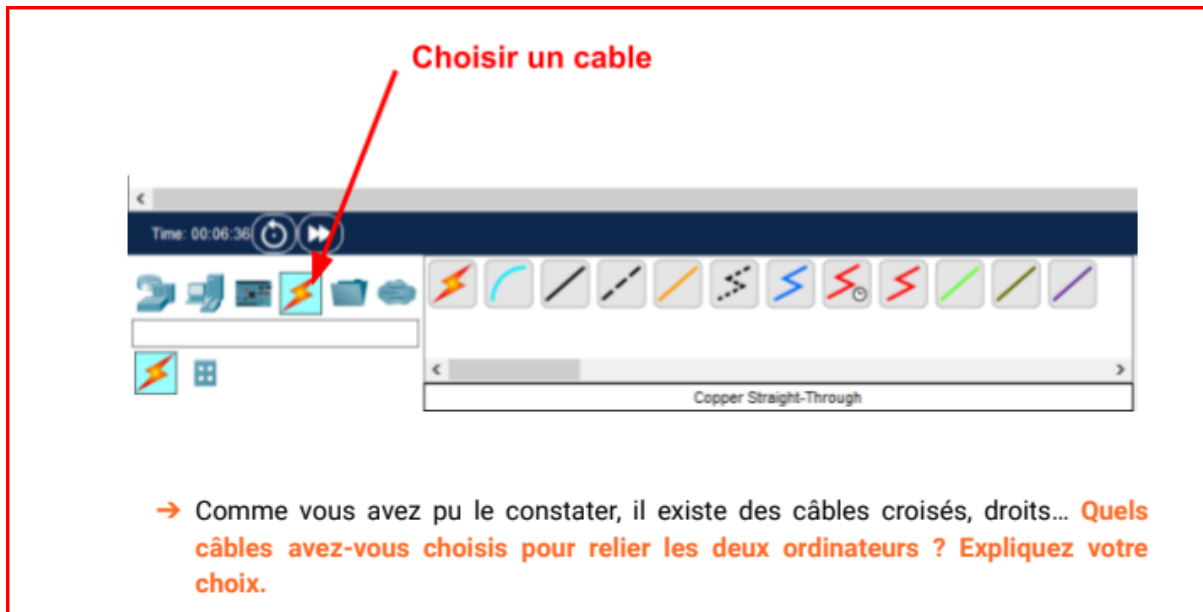 Choisir un cable
Time: 00:06:36
Copper Straight-Through
➔ Comme vous avez pu le constater, il existe des câbles croisés, droits… Quels
câbles avez-vous choisis pour relier les deux ordinateurs ? Expliquez votre
choix.